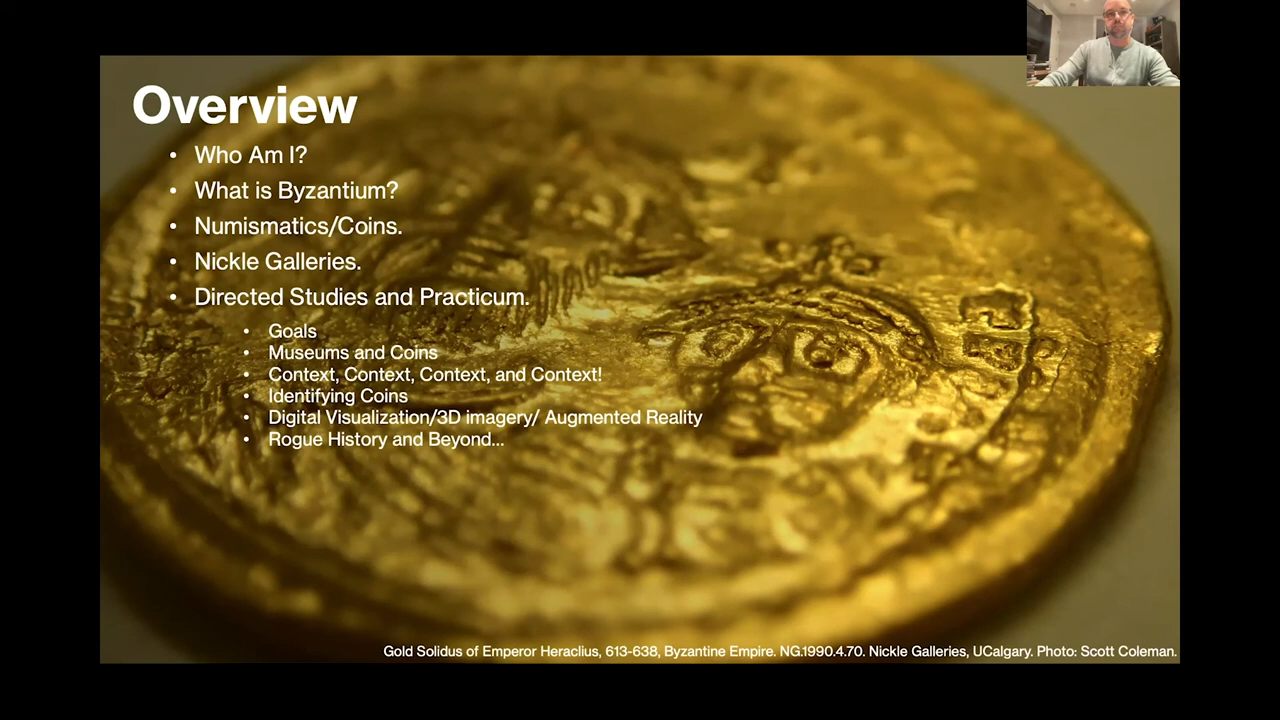 Overview
• Who Am I?
• What is Byzantium?
• Numismatics/Coins.
• Nickle Galleries.
• Directed Studies and Practicum.
• Goals
• Museums and Coins
• Context, Context, Context, and Context!
• Identifying Coins
• Digital Visualization/3D imagery/ Augmented Reality
• Rogue History and Beyond...
Gold Solidus of Emperor Heraclius, 613-638, Byzantine Empire. NG.1990.4.70. Nickle Galleries, UCalgary. Photo: Scott Coleman.